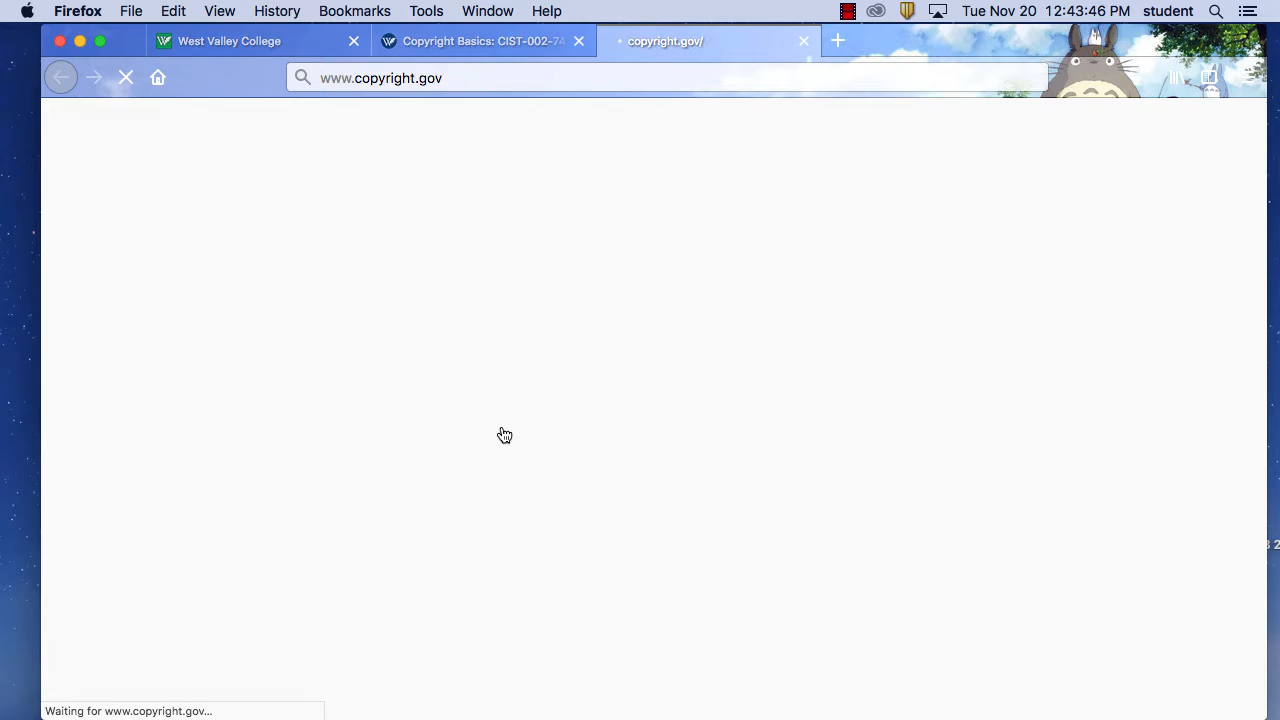 Firefox File Edit View History Bookmarks Tools Window Help Tue Nov 20 12:43:46 PM student
West Valley College Copyright Basics: CIST-002-74 copyright.gov/
www.copyright.gov
Waiting for www.copyright.gov...